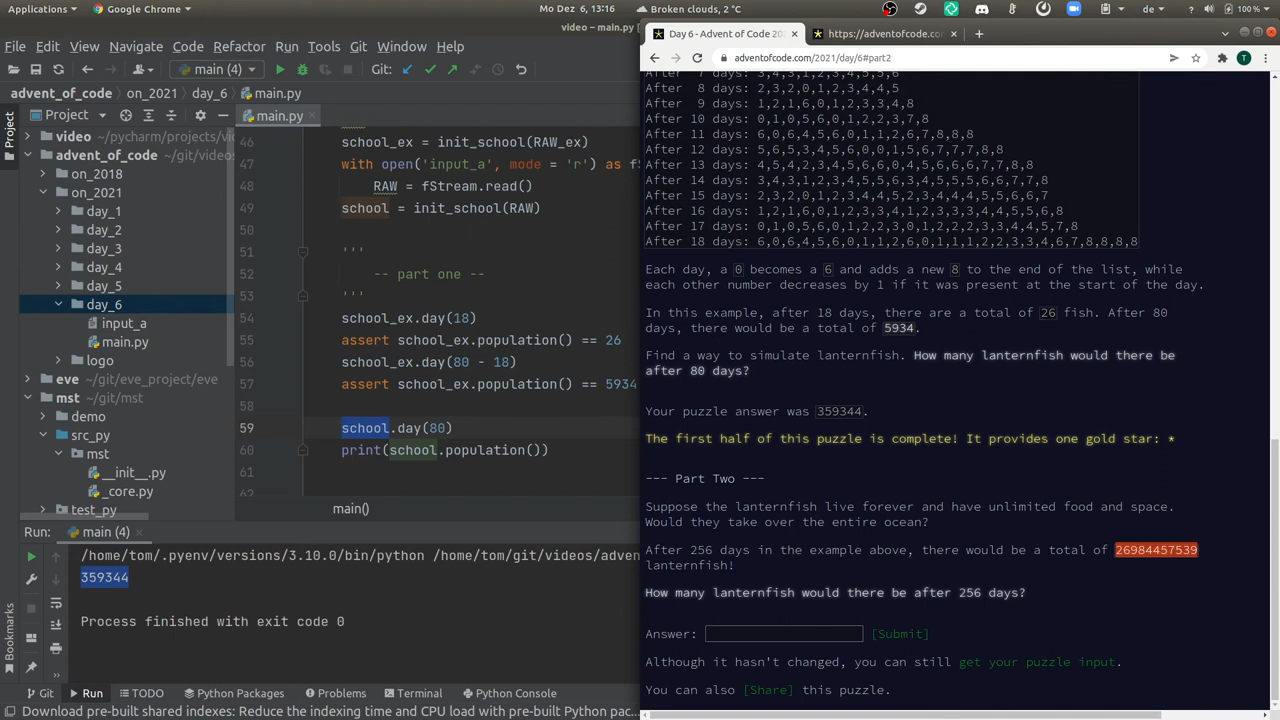 Activities
Google Chrome
Mo Dez 6, 13:16
Broken clouds, 2 °C
de
100 %
Code
Refactor
Run
Tools
Git
Window
Help
video – main.py
main (4)
Git:
advent_of_code
on_2021
day_6
main.py
Project
Project
main.py
video ~/pycharm/projects/vi
advent_of_code ~/git/videos
on_2018
on_2021
day_1
day_2
day_3
day_4
day_5
day_6
input_a
main.py
logo
eve ~/git/eve_project/eve
mst ~/git/mst
demo
src_py
mst
__init__.py
_core.py
test_py
46 school_ex = init_school(RAW_ex)
47 with open('input_a', mode = 'r') as fS
48 RAW = fStream.read()
49 school = init_school(RAW)
50
51 '''
52 -- part one --
53 '''
54 school_ex.day(18)
55 assert school_ex.population() == 26
56 school_ex.day(80 - 18)
57 assert school_ex.population() == 5934
58
59 school.day(80)
60 print(school.population())
61
62
main()
Run:
main (4)
/home/tom/.pyenv/versions/3.10.0/bin/python /home/tom/git/videos/adven
359344
Process finished with exit code 0
Bookmarks
Structure
Git
Run
TODO
Problems
Terminal
Python Packages
Python Console
Downloading pre-built shared indexes: Reduce the indexing time and CPU load with pre-built Python pac
Day 6 - Advent of Code 202
https://adventofcode.co
adventofcode.com/2021/day/6#part2
T
After 7 days: 3,4,3,1,2,3,4,5,5,6
After 8 days: 2,3,2,0,1,2,3,4,4,5
After 9 days: 1,2,1,6,0,1,2,3,3,4,8
After 10 days: 0,1,0,5,6,0,1,2,2,3,7,8
After 11 days: 6,0,6,4,5,6,0,1,1,2,6,7,8,8,8
After 12 days: 5,6,5,3,4,5,6,0,0,1,5,6,7,7,7,8,8
After 13 days: 4,5,4,2,3,4,5,6,6,0,4,5,6,6,6,7,7,8,8
After 14 days: 3,4,3,1,2,3,4,5,5,6,3,4,5,5,5,6,6,7,7,8
After 15 days: 2,3,2,0,1,2,3,4,4,5,2,3,4,4,4,5,5,6,6,7
After 16 days: 1,2,1,6,0,1,2,3,3,4,1,2,3,3,3,4,4,5,5,6,8
After 17 days: 0,1,0,5,6,0,1,2,2,3,0,1,2,2,2,3,3,4,4,5,7,8
After 18 days: 6,0,6,4,5,6,0,1,1,2,6,0,1,1,1,2,2,3,3,4,6,7,8,8,8,8
Each day, a 0 becomes a 6 and adds a new 8 to the end of the list, while
each other number decreases by 1 if it was present at the start of the day.
In this example, after 18 days, there are a total of 26 fish. After 80
days, there would be a total of 5934.
Find a way to simulate lanternfish. How many lanternfish would there be
after 80 days?
Your puzzle answer was 359344.
The first half of this puzzle is complete! It provides one gold star: *
--- Part Two ---
Suppose the lanternfish live forever and have unlimited food and space.
Would they take over the entire ocean?
After 256 days in the example above, there would be a total of 26984457539
lanternfish!
How many lanternfish would there be after 256 days?
Answer: [Submit]
Although it hasn't changed, you can still get your puzzle input.
You can also [Share] this puzzle.